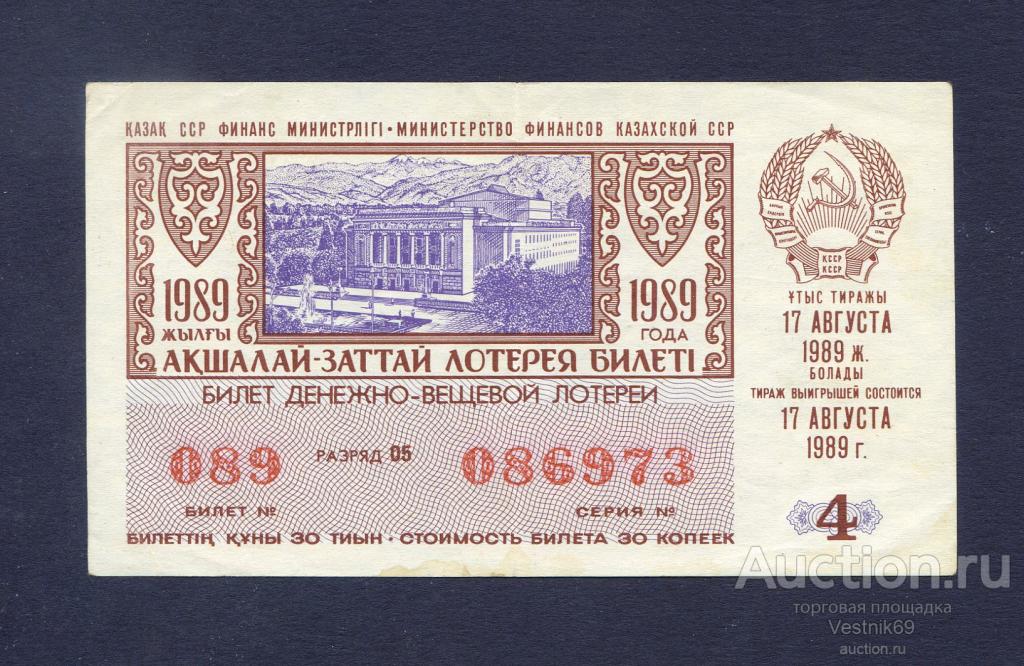 ҚАЗАҚ ССР ФИНАНС МИНИСТРЛІГІ · МИНИСТЕРСТВО ФИНАНСОВ КАЗАХСКОЙ ССР
1989
ЖЫЛҒЫ
1989
ГОДА
АҚШАЛАЙ-ЗАТТАЙ ЛОТЕРЕЯ БИЛЕТІ
БИЛЕТ ДЕНЕЖНО-ВЕЩЕВОЙ ЛОТЕРЕИ
089 РАЗРЯД 05 086973
БИЛЕТ № СЕРИЯ №
БИЛЕТТІҢ ҚҰНЫ 30 ТИЫН · СТОИМОСТЬ БИЛЕТА 30 КОПЕЕК
КССР
КССР
ҰТЫС ТИРАЖЫ
17 АВГУСТА
1989 Ж.
БОЛАДЫ
ТИРАЖ ВЫИГРЫШЕЙ СОСТОИТСЯ
17 АВГУСТА
1989 Г.
4
Auction.ru
торговая площадка
Vestnik69
auction.ru